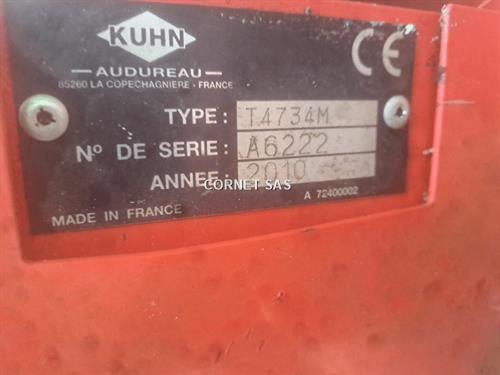 KUHN
AUDUREAU
85260 LA COPECHAGNIERE - FRANCE
CE
TYPE : T4734M
Nº DE SERIE: A6222
ANNEE: 2010
CORNET SAS
A 72400002
MADE IN FRANCE